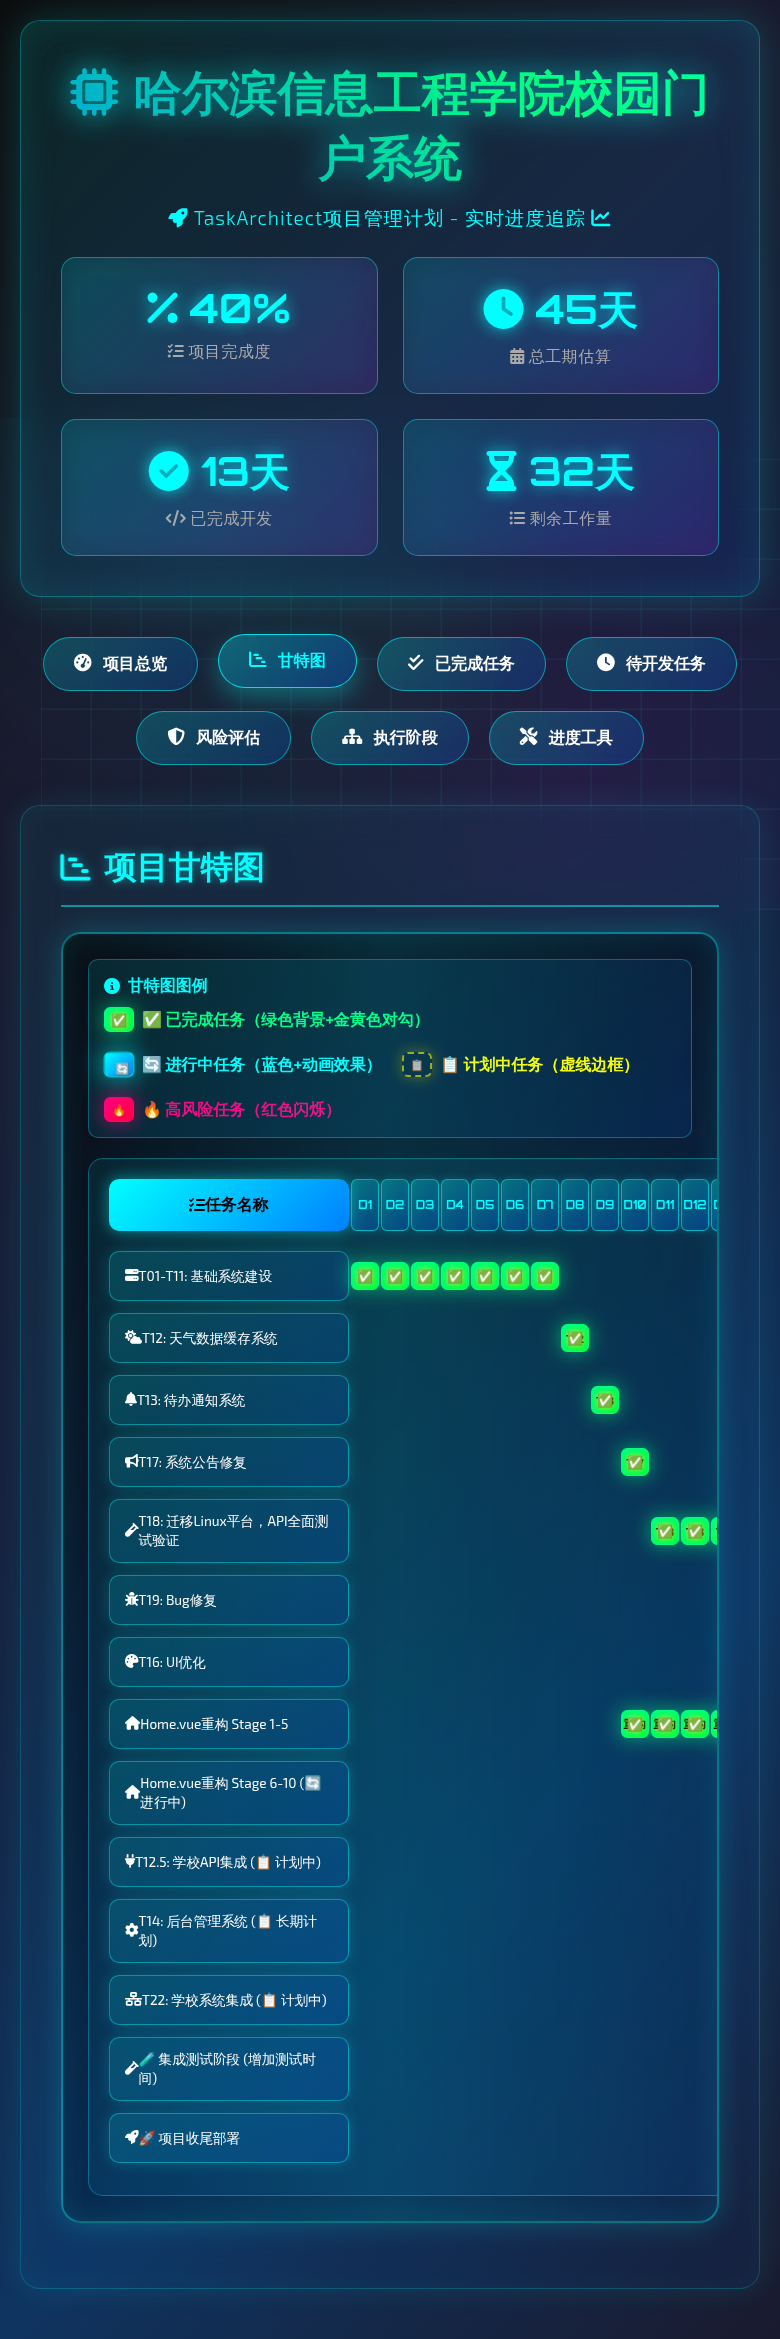 哈尔滨信息工程学院校园门
户系统
TaskArchitect项目管理计划 - 实时进度追踪
40%
项目完成度
45天
总工期估算
13天
已完成开发
32天
剩余工作量
项目总览
甘特图
已完成任务
待开发任务
风险评估
执行阶段
进度工具
项目甘特图
甘特图图例
✅ 已完成任务（绿色背景+金黄色对勾）
🔄 进行中任务（蓝色+动画效果）
📋 计划中任务（虚线边框）
🔥 高风险任务（红色闪烁）
任务名称 D1 D2 D3 D4 D5 D6 D7 D8 D9 D10 D11 D12
T01-T11: 基础系统建设
T12: 天气数据缓存系统
T13: 待办通知系统
T17: 系统公告修复
T18: 迁移Linux平台，API全面测
试验证
T19: Bug修复
T16: UI优化
Home.vue重构 Stage 1-5
Home.vue重构 Stage 6-10 (🔄
进行中)
T12.5: 学校API集成 (📋 计划中)
T14: 后台管理系统 (📋 长期计
划)
T22: 学校系统集成 (📋 计划中)
🧪 集成测试阶段 (增加测试时
间)
🚀 项目收尾部署